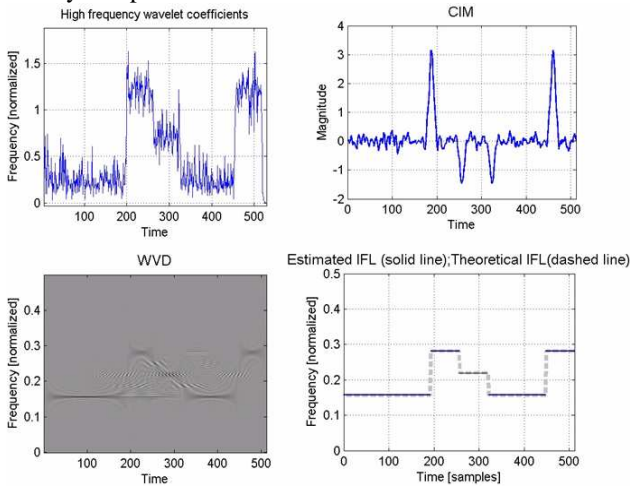 High frequency wavelet coefficients
Frequency [normalized]
1.5
1
0.5
0
100 200 300 400 500
Time
CIM
Magnitude
4
3
2
1
0
-1
-2
0 100 200 300 400 500
Time
WVD
Frequency [normalized]
0.4
0.3
0.2
0.1
0
100 200 300 400 500
Time
Estimated IFL (solid line);Theoretical IFL(dashed line)
Frequency [normalized]
0.5
0.4
0.3
0.2
0.1
0
0 100 200 300 400 500
Time [samples]